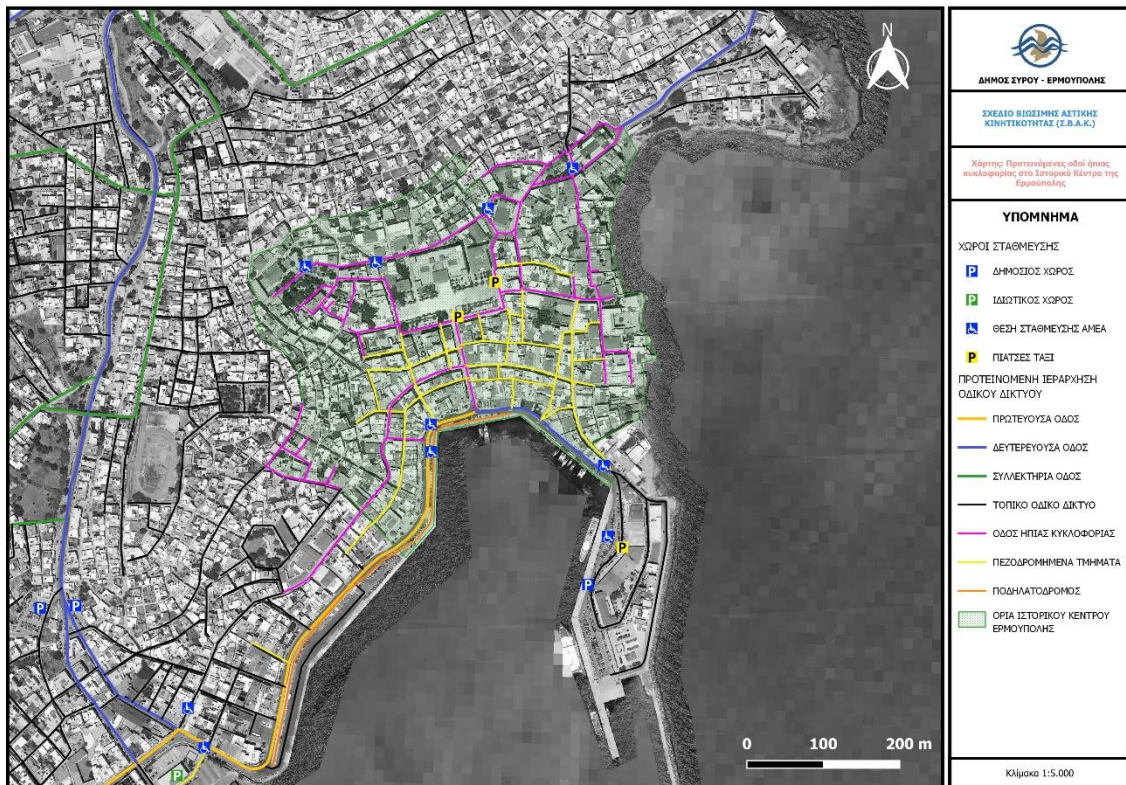 N
P
P
P
P
P
P
P
P
0 100 200 m
ΔΗΜΟΣ ΣΥΡΟΥ - ΕΡΜΟΥΠΟΛΗΣ
ΣΧΕΔΙΟ ΒΙΩΣΙΜΗΣ ΑΣΤΙΚΗΣ
ΚΙΝΗΤΙΚΟΤΗΤΑΣ (Σ.Β.Α.Κ.)
Χάρτης: Προτεινόμενες οδοί ήπιας
κυκλοφορίας στο Ιστορικό Κέντρο της
Ερμούπολης
ΥΠΟΜΝΗΜΑ
ΧΩΡΟΙ ΣΤΑΘΜΕΥΣΗΣ
P ΔΗΜΟΣΙΟΣ ΧΩΡΟΣ
P ΙΔΙΩΤΙΚΟΣ ΧΩΡΟΣ
ΘΕΣΗ ΣΤΑΘΜΕΥΣΗΣ ΑΜΕΑ
P ΠΙΑΤΣΕΣ ΤΑΞΙ
ΠΡΟΤΕΙΝΟΜΕΝΗ ΙΕΡΑΡΧΗΣΗ
ΟΔΙΚΟΥ ΔΙΚΤΥΟΥ
ΠΡΩΤΕΥΟΥΣΑ ΟΔΟΣ
ΔΕΥΤΕΡΕΥΟΥΣΑ ΟΔΟΣ
ΣΥΛΛΕΚΤΗΡΙΑ ΟΔΟΣ
ΤΟΠΙΚΟ ΟΔΙΚΟ ΔΙΚΤΥΟ
ΟΔΟΣ ΗΠΙΑΣ ΚΥΚΛΟΦΟΡΙΑΣ
ΠΕΖΟΔΡΟΜΗΜΕΝΑ ΤΜΗΜΑΤΑ
ΠΟΔΗΛΑΤΟΔΡΟΜΟΣ
ΟΡΙΑ ΙΣΤΟΡΙΚΟΥ ΚΕΝΤΡΟΥ
ΕΡΜΟΥΠΟΛΗΣ
Κλίμακα 1:5.000